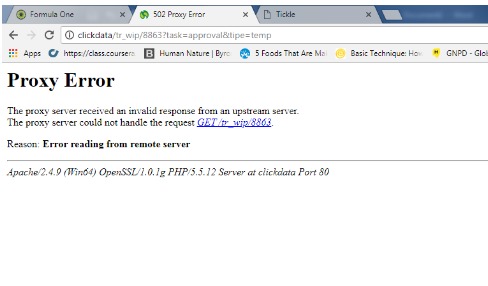 Formula One
502 Proxy Error
Tickle
clickdata/tr_wip/8863?task=approval&tipe=temp
Apps
https://class.coursera
Human Nature | Byro
5 Foods That Are Ma
Basic Technique: How
GNPD - Glob
Proxy Error
The proxy server received an invalid response from an upstream server.
The proxy server could not handle the request GET /tr_wip/8863.
Reason: Error reading from remote server
Apache/2.4.9 (Win64) OpenSSL/1.0.1g PHP/5.5.12 Server at clickdata Port 80